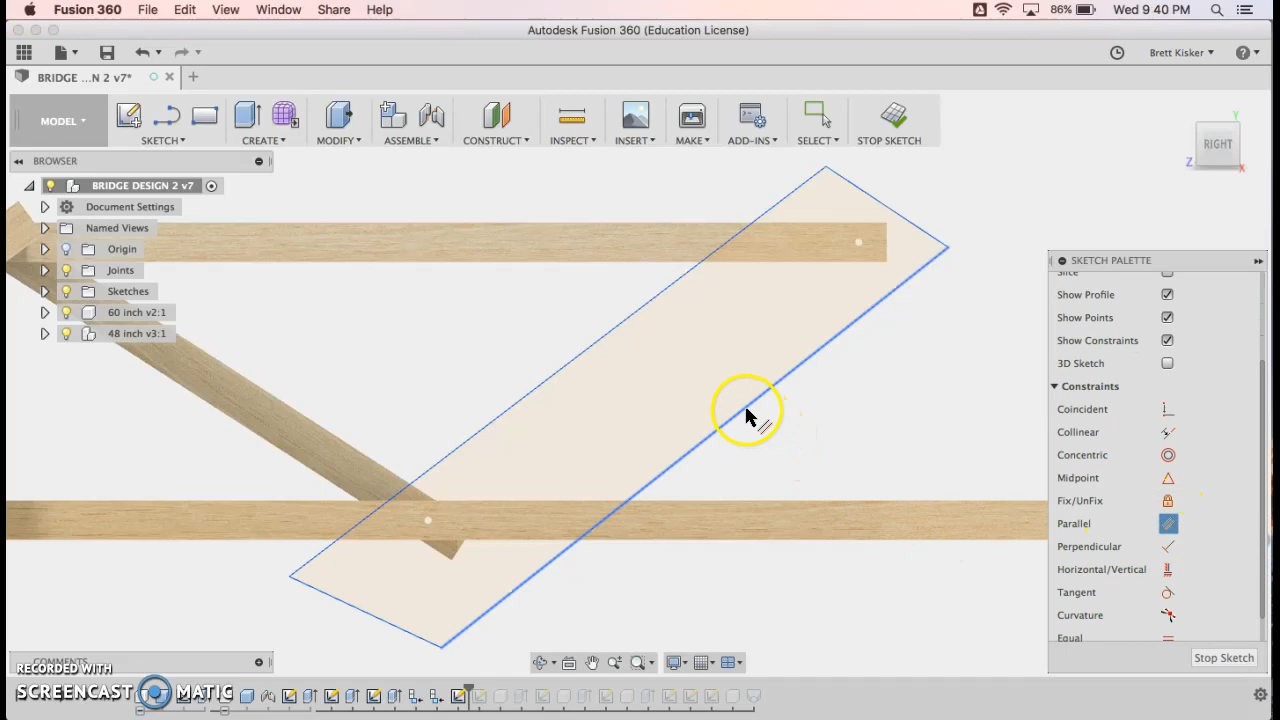 Fusion 360 File Edit View Window Share Help 86% Wed 9 40 PM
Autodesk Fusion 360 (Education License)
Brett Kisker
BRIDGE ...N 2 v7*
MODEL SKETCH CREATE MODIFY ASSEMBLE CONSTRUCT INSPECT INSERT MAKE ADD-INS SELECT STOP SKETCH
BROWSER
BRIDGE DESIGN 2 v7
Document Settings
Named Views
Origin
Joints
Sketches
60 inch v2:1
48 inch v3:1
Y
RIGHT
Z
X
SKETCH PALETTE
Slice
Show Profile
Show Points
Show Constraints
3D Sketch
Constraints
Coincident
Collinear
Concentric
Midpoint
Fix/UnFix
Parallel
Perpendicular
Horizontal/Vertical
Tangent
Curvature
Equal
Stop Sketch
COMMENTS
RECORDED WITH
SCREENCAST MATIC